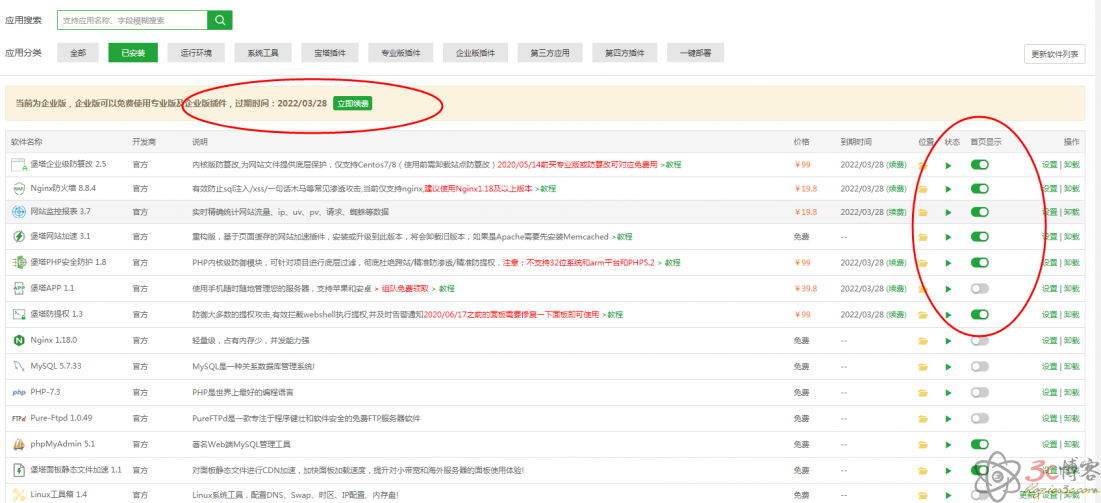 应用搜索 支持应用名称、字段模糊搜索
应用分类 全部 已安装 运行环境 系统工具 宝塔插件 专业版插件 企业版插件 第三方应用 第四方插件 一键部署 更新软件列表
当前为企业版，企业版可以免费使用专业版及企业版插件，过期时间：2022/03/28 立即续费
软件名称 开发商 说明 价格 到期时间 位置 状态 首页显示 操作
堡塔企业级防篡改 2.5 官方 内核级防篡改,为网站文件提供底层保护，仅支持Centos7/8（使用前需卸载站点防篡改）2020/05/14前买专业版或防篡改可对应免费用 >教程 ￥99 2022/03/28 (续费) 设置 | 卸载
Nginx防火墙 8.8.4 官方 有效防止sql注入/xss/一句话木马等常见渗透攻击,当前仅支持nginx,建议使用Nginx1.18及以上版本 >教程 ￥19.8 2022/03/28 (续费) 设置 | 卸载
网站监控报表 3.7 官方 实时精确统计网站流量、ip、uv、pv、请求、蜘蛛等数据 ￥19.8 2022/03/28 (续费) 设置 | 卸载
堡塔网站加速 3.1 官方 重构版，基于页面缓存的网站加速插件，安装或升级到此版本，将会卸载旧版本，如果是Apache需要先安装Memcached >教程 免费 -- 设置 | 卸载
堡塔PHP安全防护 1.8 官方 PHP内核级防御模块，可针对项目进行底层过滤，彻底杜绝跨站/精准防渗透/精准防提权，注意：不支持32位系统和arm平台和PHP5.2 > 教程 ￥99 2022/03/28 (续费) 设置 | 卸载
APP 堡塔APP 1.1 官方 使用手机随时随地管理您的服务器，支持苹果和安卓 > 组队免费领取 > 教程 ￥39.8 2022/03/28 (续费) 设置 | 卸载
堡塔防提权 1.3 官方 防御大多数的提权攻击,有效拦截webshell执行提权,并及时告警通知2020/06/17之前的面板需要修复一下面板即可使用 >教程 ￥99 2022/03/28 (续费) 设置 | 卸载
Nginx 1.18.0 官方 轻量级，占有内存少，并发能力强 免费 -- 设置 | 卸载
MySQL 5.7.33 官方 MySQL是一种关系数据库管理系统! 免费 -- 设置 | 卸载
php PHP-7.3 官方 PHP是世界上最好的编程语言 免费 -- 设置 | 卸载
FTP Pure-Ftpd 1.0.49 官方 PureFTPd是一款专注于程序健壮和软件安全的免费FTP服务器软件 免费 -- 设置 | 卸载
phpMyAdmin 5.1 官方 著名Web端MySQL管理工具 免费 -- 设置 | 卸载
堡塔面板静态文件加速 1.1 官方 对面板静态文件进行CDN加速，加快面板加载速度，提升对小带宽和海外服务器的面板使用体验! 免费 -- 设置 | 卸载
Linux工具箱 1.4 官方 Linux系统工具，配置DNS、Swap、时区、IP配置、内存盘! 免费 -- 更新 | 设置 | 卸载
3c博客